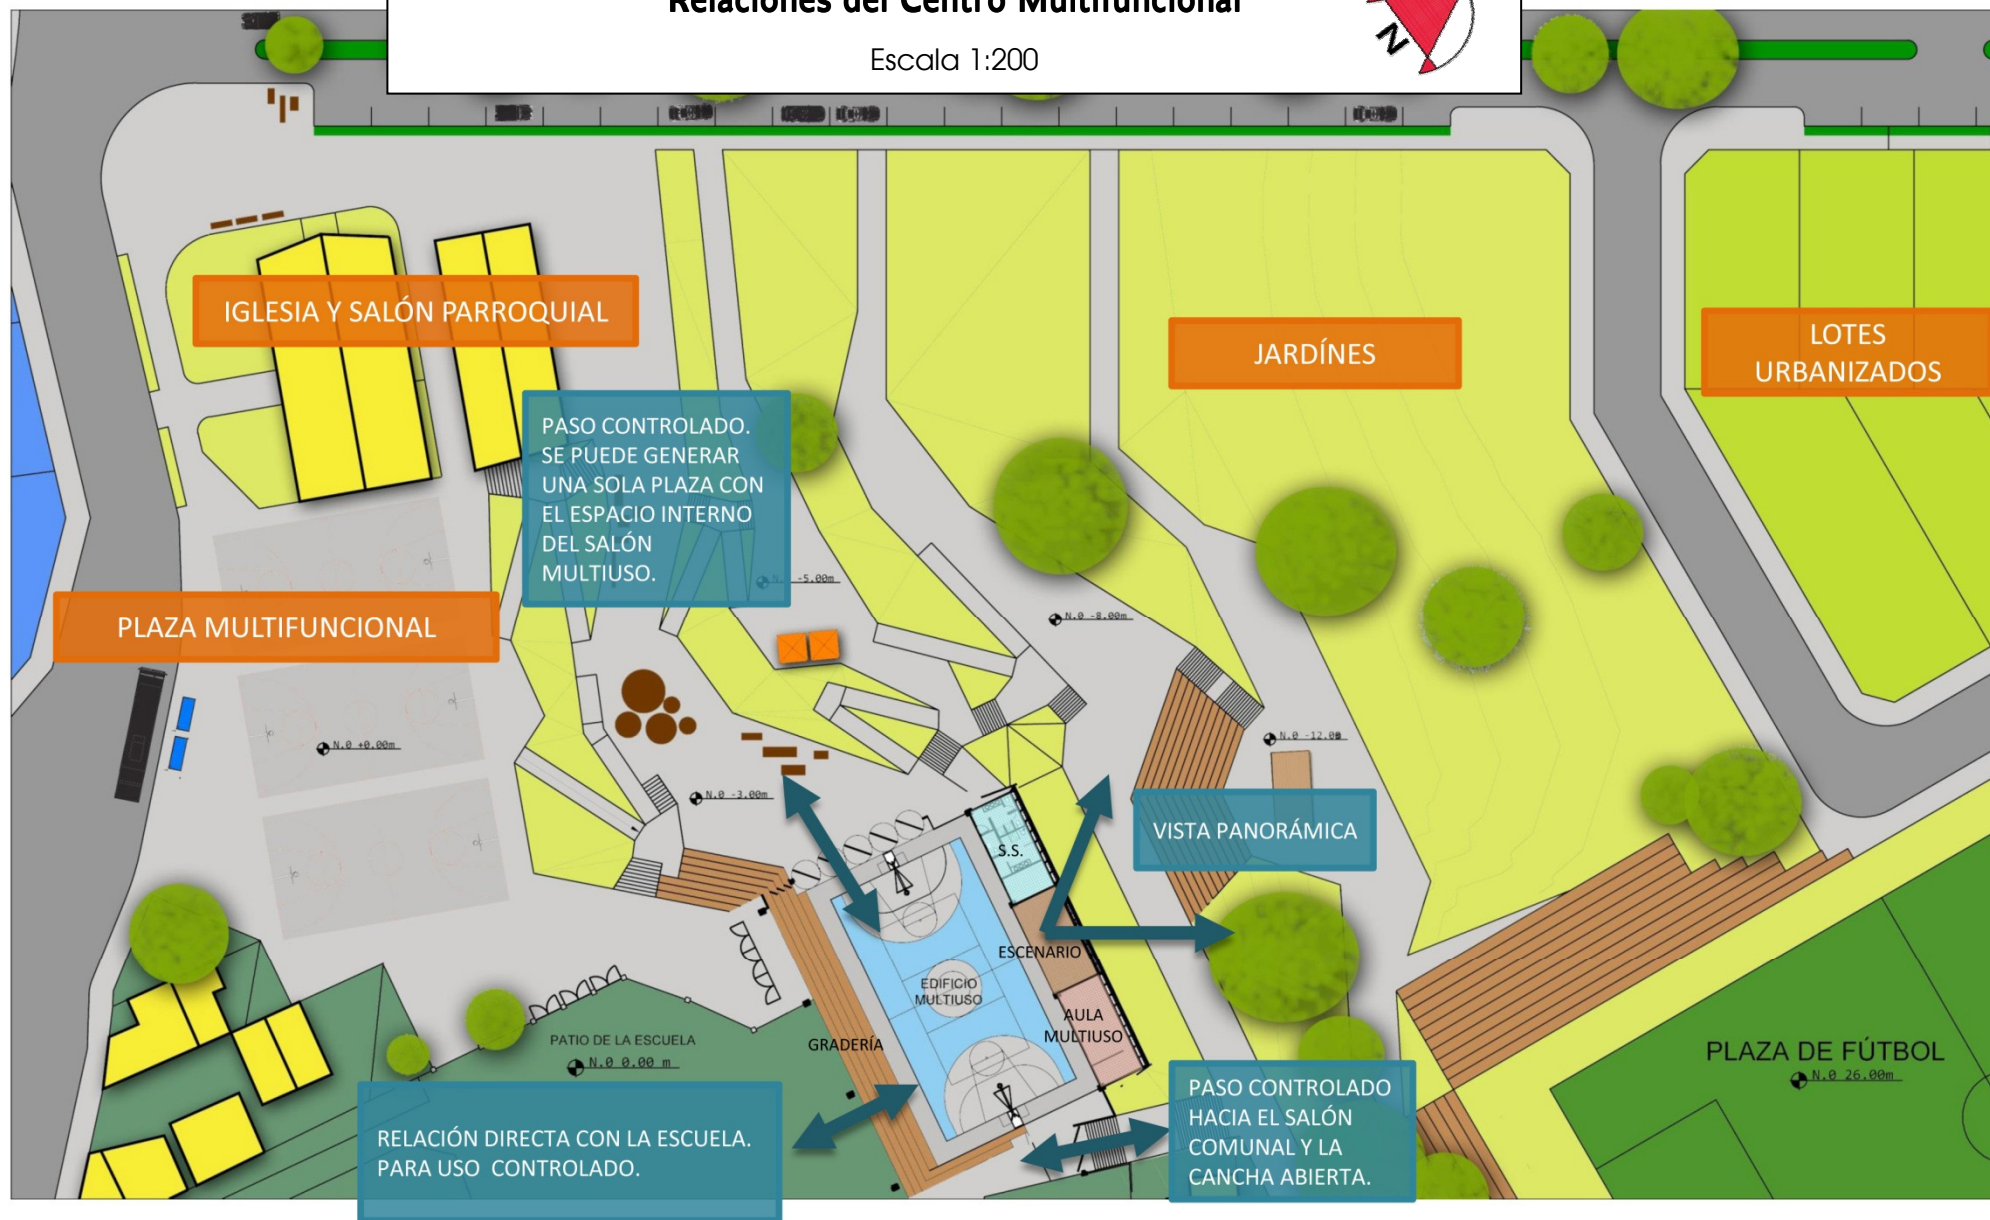 Relaciones del Centro Multifuncional
Escala 1:200
N
IGLESIA Y SALÓN PARROQUIAL
JARDÍNES
LOTES
URBANIZADOS
PASO CONTROLADO.
SE PUEDE GENERAR
UNA SOLA PLAZA CON
EL ESPACIO INTERNO
DEL SALÓN
MULTIUSO.
N. -5.00m
N.0 -8.00m
PLAZA MULTIFUNCIONAL
N.0 +0.00m
N.0 -3.00m
N.0 -12.00
VISTA PANORÁMICA
S.S.
ESCENARIO
EDIFICIO
MULTIUSO
AULA
MULTIUSO
GRADERÍA
PATIO DE LA ESCUELA
N.0 0.00 m
PLAZA DE FÚTBOL
N.0 26.00m
RELACIÓN DIRECTA CON LA ESCUELA.
PARA USO CONTROLADO.
PASO CONTROLADO
HACIA EL SALÓN
COMUNAL Y LA
CANCHA ABIERTA.